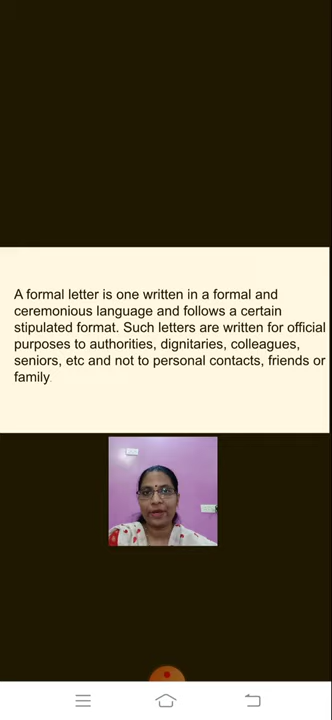 A formal letter is one written in a formal and
ceremonious language and follows a certain
stipulated format. Such letters are written for official
purposes to authorities, dignitaries, colleagues,
seniors, etc and not to personal contacts, friends or
family.